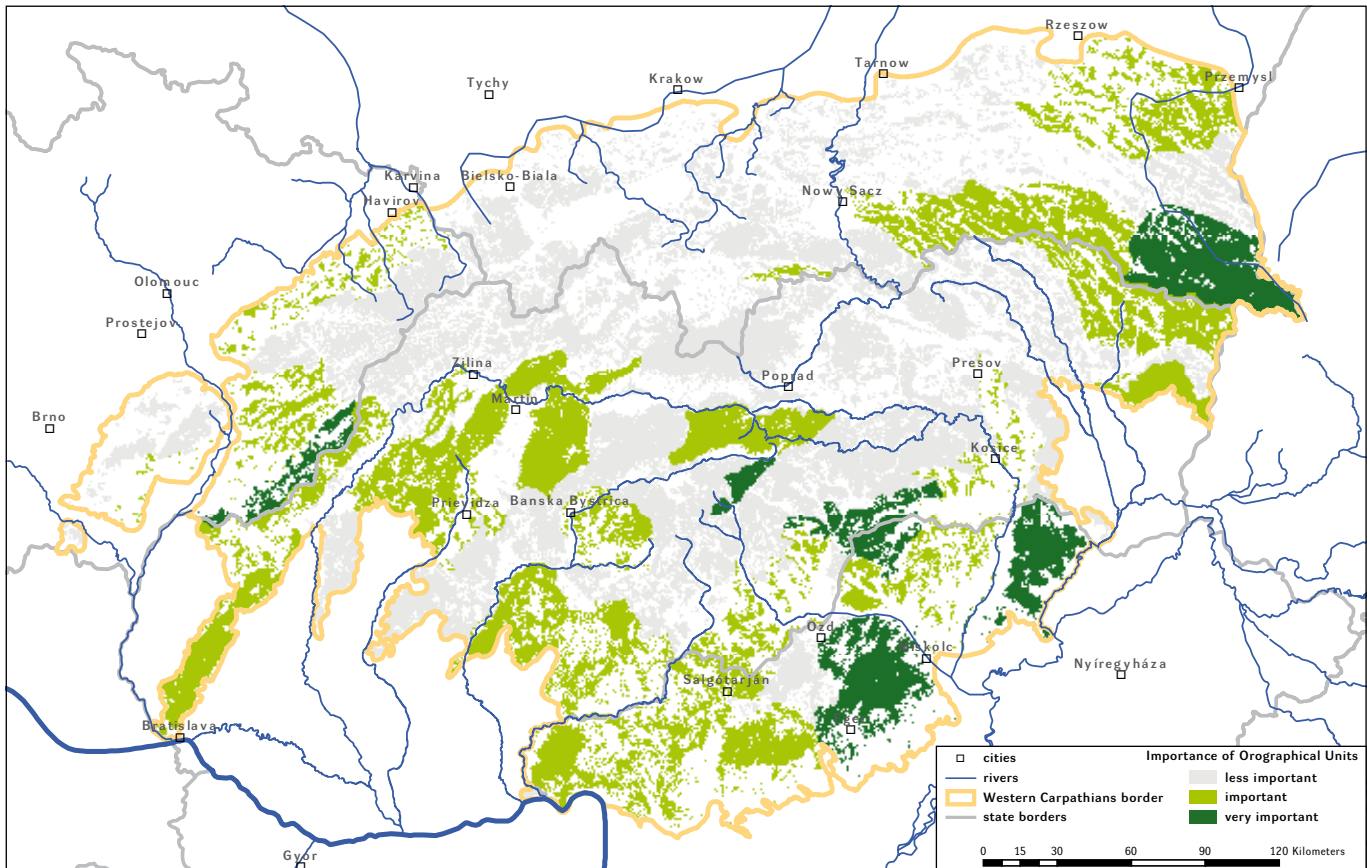 Rzeszow
Tarnow
Tychy
Krakow
Przemysl
Karvina
Bielsko-Biala
Havirov
Nowy Sacz
Olomouc
Prostejov
Zilina
Poprad
Presov
Martin
Brno
Kosice
Prievidza
Banska Bystrica
Ozd
Miskolc
Nyíregyháza
Salgótarján
Bratislava
Eger
Györ
cities
rivers
Western Carpathians border
state borders
Importance of Orographical Units
less important
important
very important
0 15 30 60 90 120 Kilometers